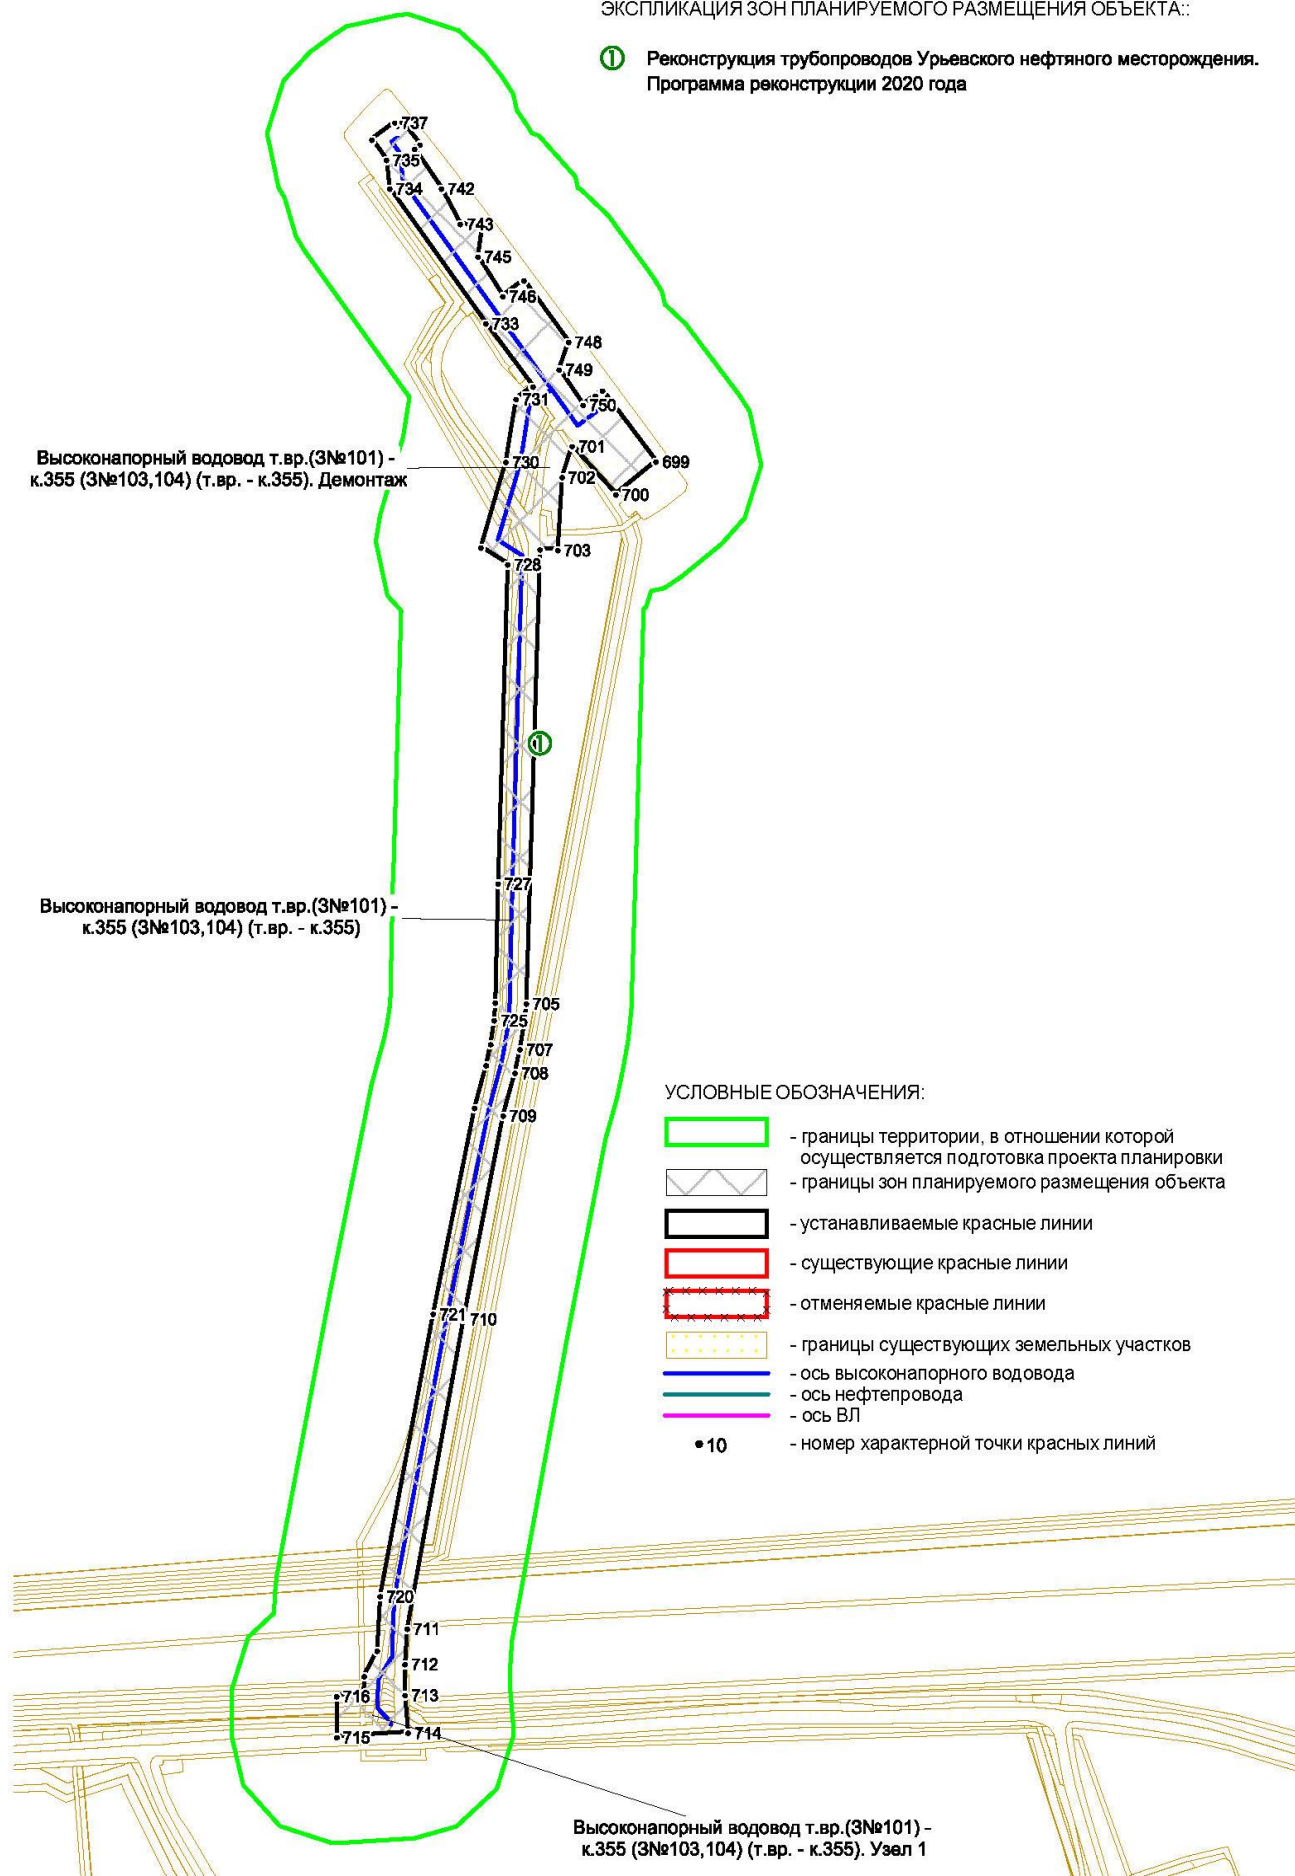 ЭКСПЛИКАЦИЯ ЗОН ПЛАНИРУЕМОГО РАЗМЕЩЕНИЯ ОБЪЕКТА::
1 Реконструкция трубопроводов Урьевского нефтяного месторождения.
Программа реконструкции 2020 года
737
735
734
742
743
745
746
733
748
749
731
750
701
699
730
702
700
703
728
Высоконапорный водовод т.вр.(3№101) -
к.355 (3№103,104) (т.вр. - к.355). Демонтаж
1
727
Высоконапорный водовод т.вр.(3№101) -
к.355 (3№103,104) (т.вр. - к.355)
705
725
707
708
709
721
710
УСЛОВНЫЕ ОБОЗНАЧЕНИЯ:
- границы территории, в отношении которой
осуществляется подготовка проекта планировки
- границы зон планируемого размещения объекта
- устанавливаемые красные линии
- существующие красные линии
- отменяемые красные линии
- границы существующих земельных участков
- ось высоконапорного водовода
- ось нефтепровода
- ось ВЛ
10 - номер характерной точки красных линий
720
711
712
716
713
715
714
Высоконапорный водовод т.вр.(3№101) -
к.355 (3№103,104) (т.вр. - к.355). Узел 1